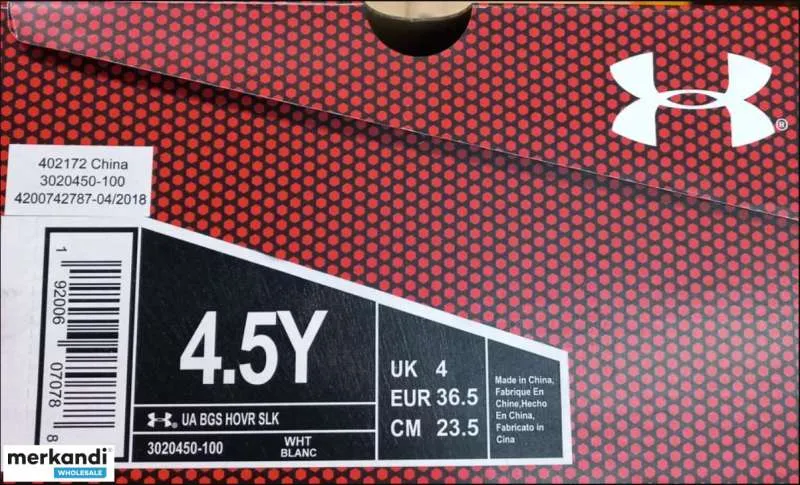 ®
402172 China
3020450-100
4200742787-04/2018
1
92006
07078
8
4.5Y
UA BGS HOVR SLK
3020450-100
WHT
BLANC
UK 4
EUR 36.5
CM 23.5
Made in China,
Fabrique En
Chine,Hecho
En China,
Fabricato in
Cina
merkandi
WHOLESALE